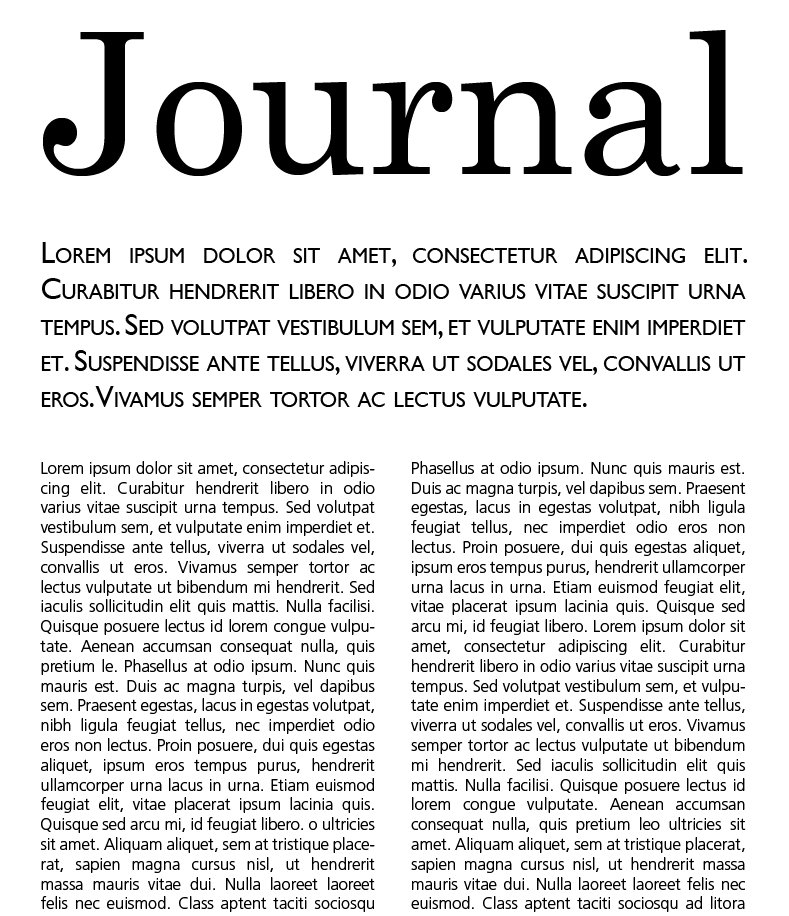 Journal
Lorem ipsum dolor sit amet, consectetur adipiscing elit.
Curabitur hendrerit libero in odio varius vitae suscipit urna
tempus. Sed volutpat vestibulum sem, et vulputate enim imperdiet
et. Suspendisse ante tellus, viverra ut sodales vel, convallis ut
eros. Vivamus semper tortor ac lectus vulputate.
Lorem ipsum dolor sit amet, consectetur adipis-
cing elit. Curabitur hendrerit libero in odio
varius vitae suscipit urna tempus. Sed volutpat
vestibulum sem, et vulputate enim imperdiet et.
Suspendisse ante tellus, viverra ut sodales vel,
convallis ut eros. Vivamus semper tortor ac
lectus vulputate ut bibendum mi hendrerit. Sed
iaculis sollicitudin elit quis mattis. Nulla facilisi.
Quisque posuere lectus id lorem congue vulpu-
tate. Aenean accumsan consequat nulla, quis
pretium le. Phasellus at odio ipsum. Nunc quis
mauris est. Duis ac magna turpis, vel dapibus
sem. Praesent egestas, lacus in egestas volutpat,
nibh ligula feugiat tellus, nec imperdiet odio
eros non lectus. Proin posuere, dui quis egestas
aliquet, ipsum eros tempus purus, hendrerit
ullamcorper urna lacus in urna. Etiam euismod
feugiat elit, vitae placerat ipsum lacinia quis.
Quisque sed arcu mi, id feugiat libero. o ultricies
sit amet. Aliquam aliquet, sem at tristique place-
rat, sapien magna cursus nisl, ut hendrerit
massa mauris vitae dui. Nulla laoreet laoreet
felis nec euismod. Class aptent taciti sociosqu
Phasellus at odio ipsum. Nunc quis mauris est.
Duis ac magna turpis, vel dapibus sem. Praesent
egestas, lacus in egestas volutpat, nibh ligula
feugiat tellus, nec imperdiet odio eros non
lectus. Proin posuere, dui quis egestas aliquet,
ipsum eros tempus purus, hendrerit ullamcorper
urna lacus in urna. Etiam euismod feugiat elit,
vitae placerat ipsum lacinia quis. Quisque sed
arcu mi, id feugiat libero. Lorem ipsum dolor sit
amet, consectetur adipiscing elit. Curabitur
hendrerit libero in odio varius vitae suscipit urna
tempus. Sed volutpat vestibulum sem, et vulpu-
tate enim imperdiet et. Suspendisse ante tellus,
viverra ut sodales vel, convallis ut eros. Vivamus
semper tortor ac lectus vulputate ut bibendum
mi hendrerit. Sed iaculis sollicitudin elit quis
mattis. Nulla facilisi. Quisque posuere lectus id
lorem congue vulputate. Aenean accumsan
consequat nulla, quis pretium leo ultricies sit
amet. Aliquam aliquet, sem at tristique placerat,
sapien magna cursus nisl, ut hendrerit massa
mauris vitae dui. Nulla laoreet laoreet felis nec
euismod. Class aptent taciti sociosqu ad litora